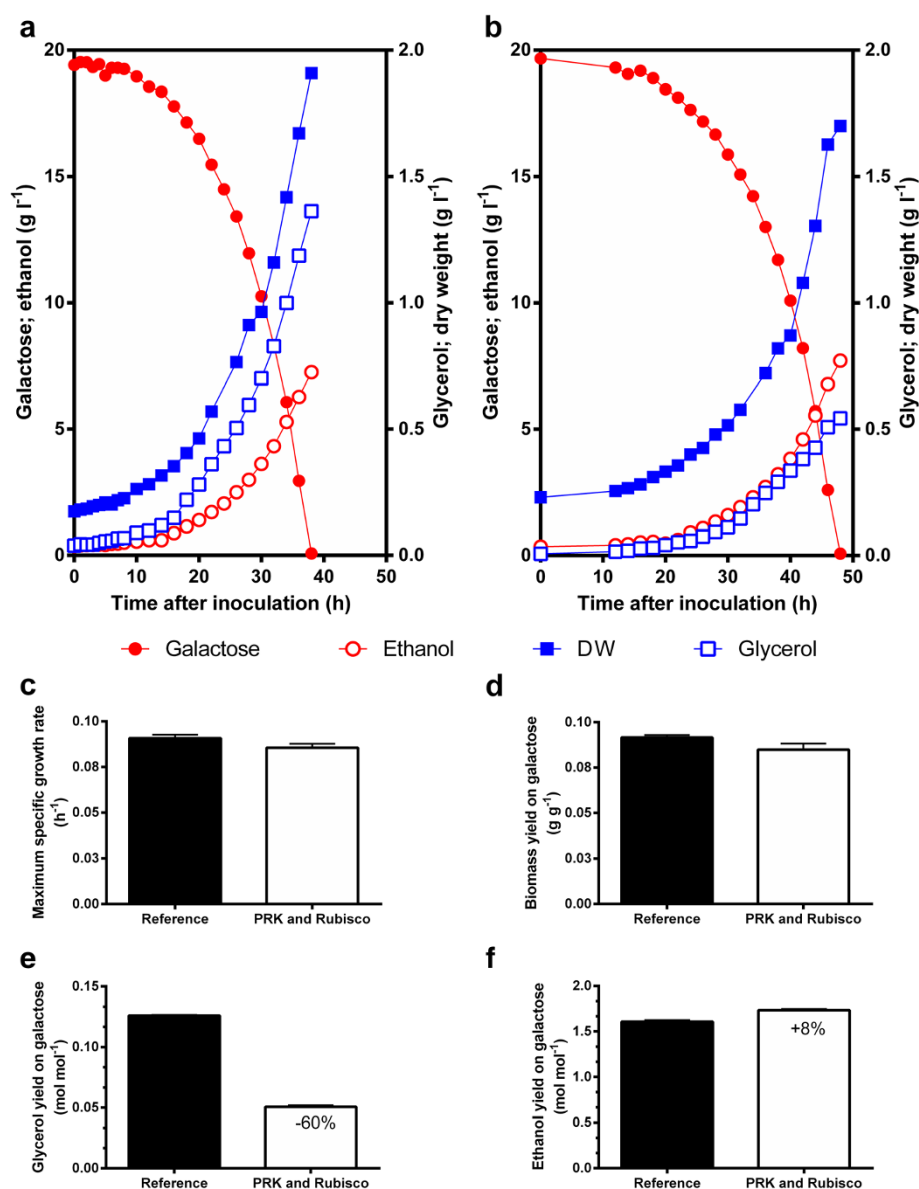 a
b
20
15
10
5
0
Galactose; ethanol (g l⁻¹)
2.0
1.5
1.0
0.5
0.0
Glycerol; dry weight (g l⁻¹)
0 10 20 30 40 50
Time after inoculation (h)
20
15
10
5
0
Galactose; ethanol (g l⁻¹)
2.0
1.5
1.0
0.5
0.0
Glycerol; dry weight (g l⁻¹)
0 10 20 30 40 50
Time after inoculation (h)
Galactose Ethanol DW Glycerol
c
Maximum specific growth rate
(h⁻¹)
0.10
0.08
0.05
0.03
0.00
Reference PRK and Rubisco
d
Biomass yield on galactose
(g g⁻¹)
0.10
0.08
0.05
0.03
0.00
Reference PRK and Rubisco
e
Glycerol yield on galactose
(mol mol⁻¹)
0.15
0.10
0.05
0.00
-60%
Reference PRK and Rubisco
f
Ethanol yield on galactose
(mol mol⁻¹)
2.0
1.5
1.0
0.5
0.0
+8%
Reference PRK and Rubisco